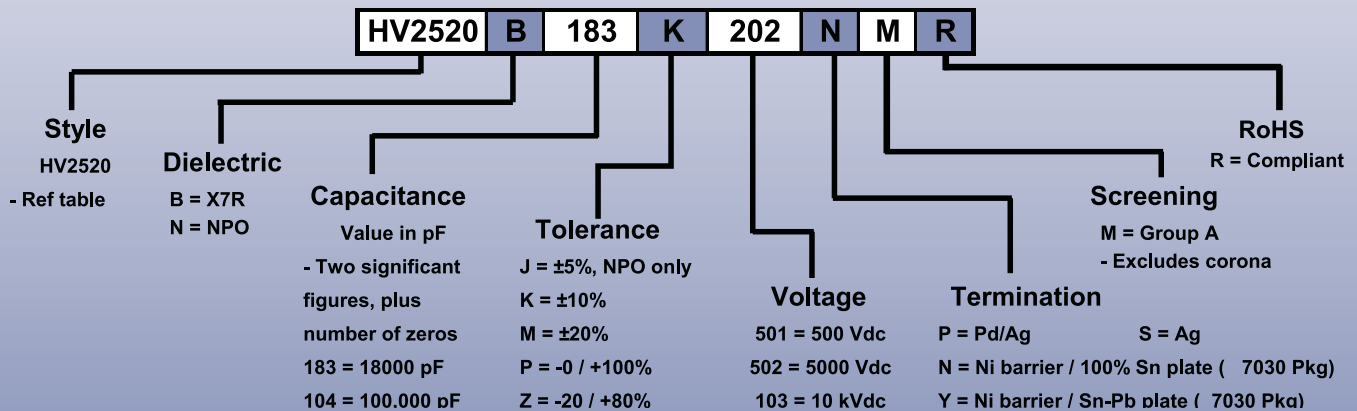 HV2520 B 183 K 202 N M R
Style
HV2520
- Ref table
Dielectric
B = X7R
N = NPO
Capacitance
Value in pF
- Two significant
figures, plus
number of zeros
183 = 18000 pF
104 = 100,000 pF
Tolerance
J = ±5%, NPO only
K = ±10%
M = ±20%
P = -0 / +100%
Z = -20 / +80%
Voltage
501 = 500 Vdc
502 = 5000 Vdc
103 = 10 kVdc
Termination
P = Pd/Ag S = Ag
N = Ni barrier / 100% Sn plate ( 7030 Pkg)
Y = Ni barrier / Sn-Pb plate ( 7030 Pkg)
Screening
M = Group A
- Excludes corona
RoHS
R = Compliant